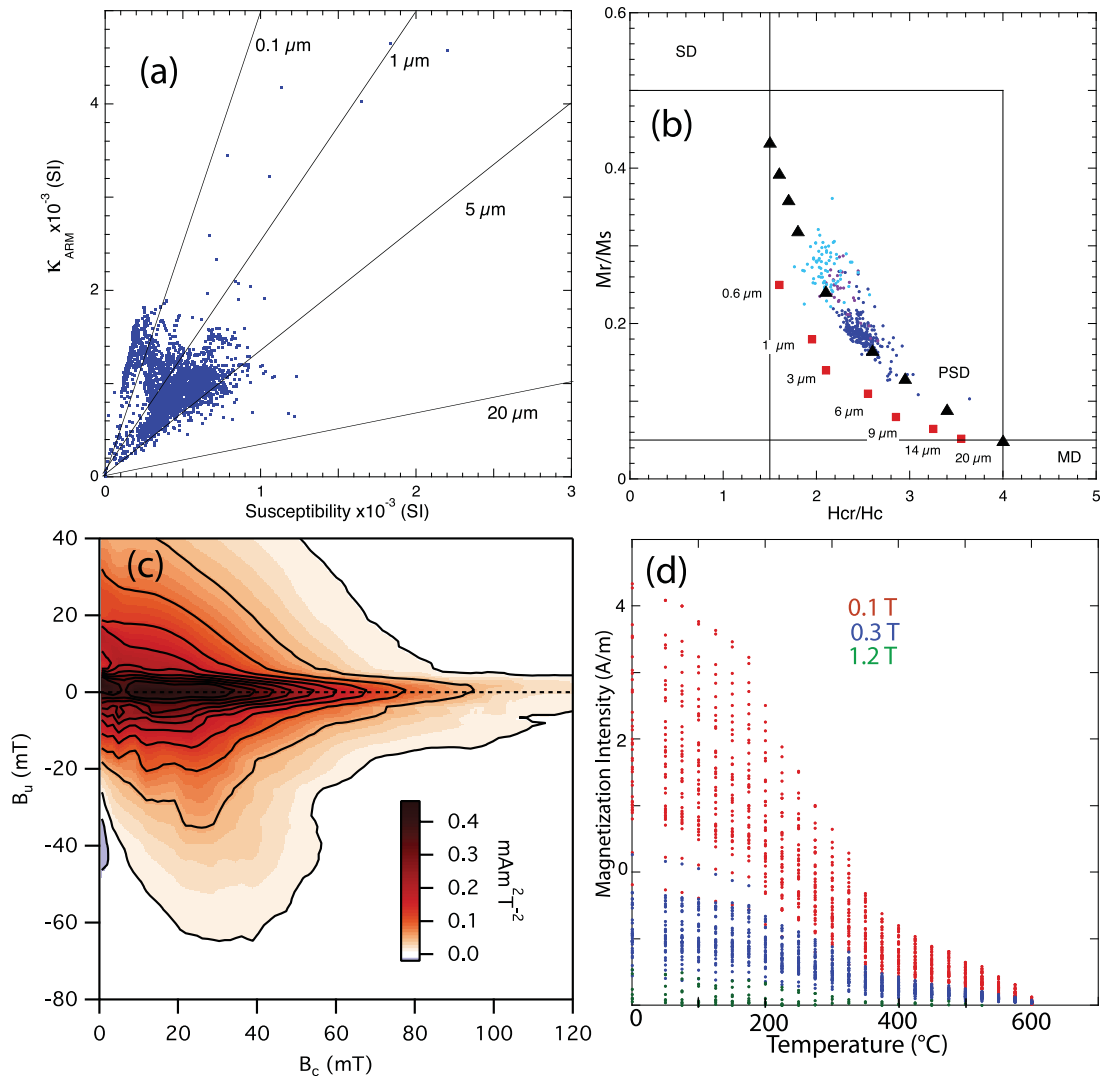 (a)
0.1 µm
1 µm
5 µm
20 µm
4
2
0
κARM x10⁻³ (SI)
0
1
2
3
Susceptibility x10⁻³ (SI)
(b)
SD
PSD
MD
0.6 µm
1 µm
3 µm
6 µm
9 µm
14 µm
20 µm
0.6
0.4
0.2
0
Mr/Ms
0
1
2
3
4
5
Hcr/Hc
(c)
40
20
0
-20
-40
-60
-80
Bu (mT)
0
20
40
60
80
100
120
Bc (mT)
0.4
0.3
0.2
0.1
0.0
mAm²T⁻²
(d)
0.1 T
0.3 T
1.2 T
4
2
0
Magnetization Intensity (A/m)
0
200
400
600
Temperature (°C)